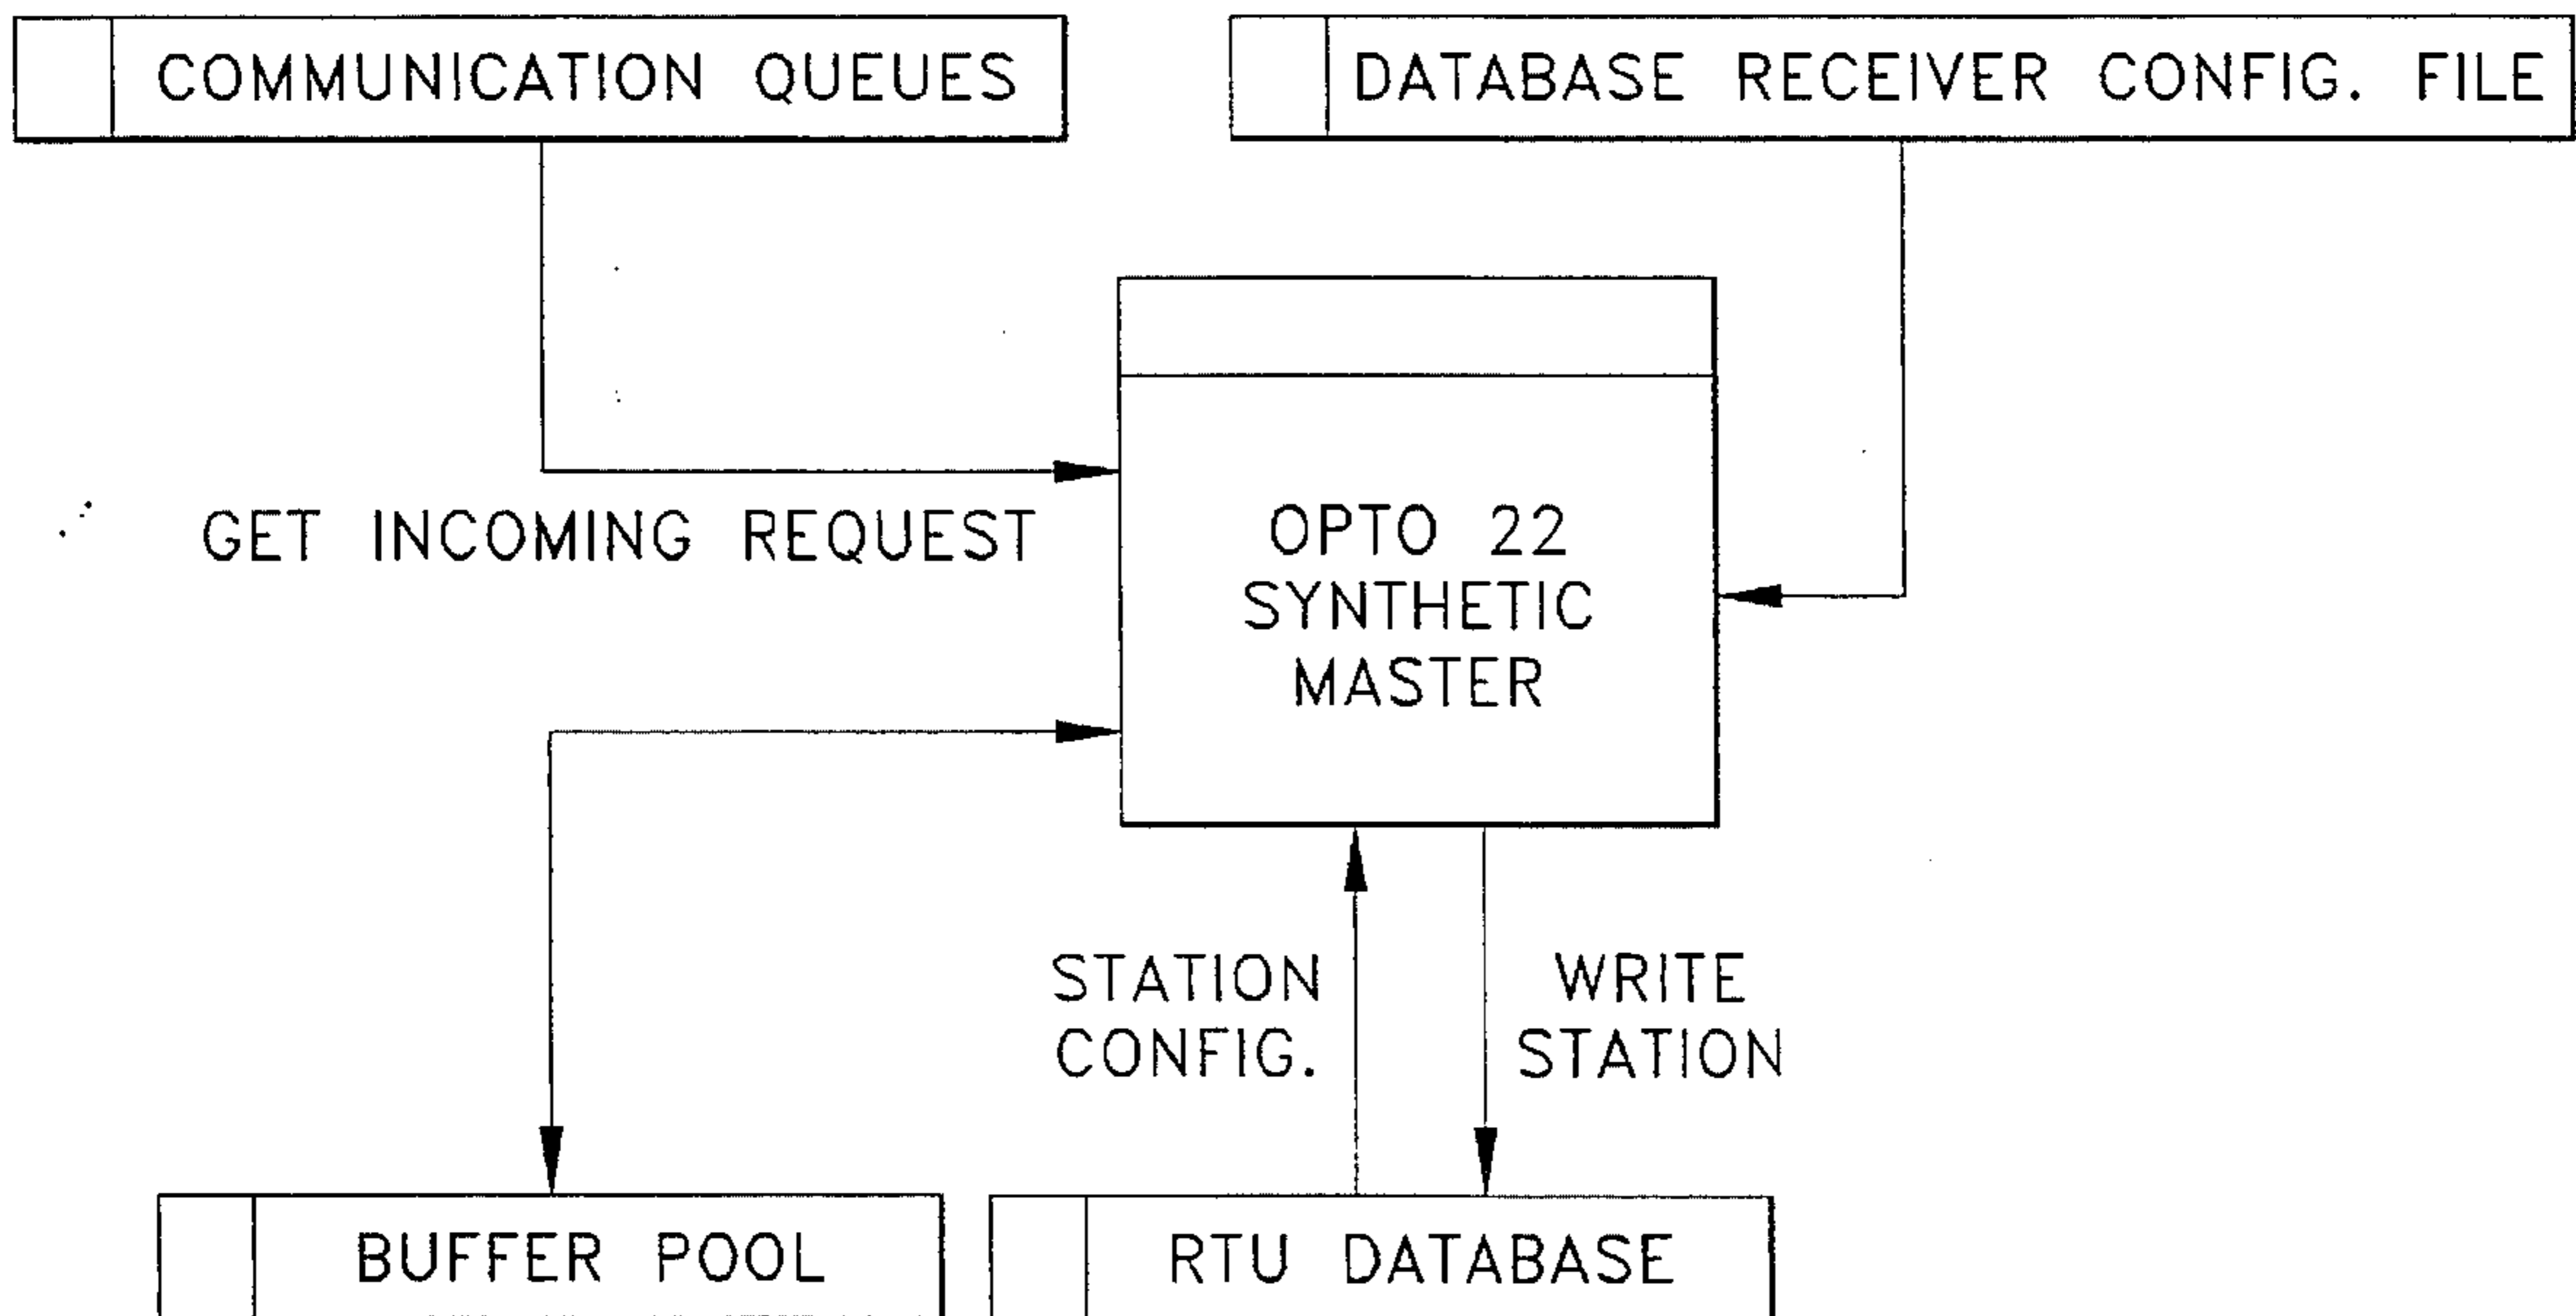 COMMUNICATION QUEUES
DATABASE RECEIVER CONFIG. FILE
GET INCOMING REQUEST
OPTO 22
SYNTHETIC
MASTER
STATION
CONFIG.
WRITE
STATION
BUFFER POOL
RTU DATABASE